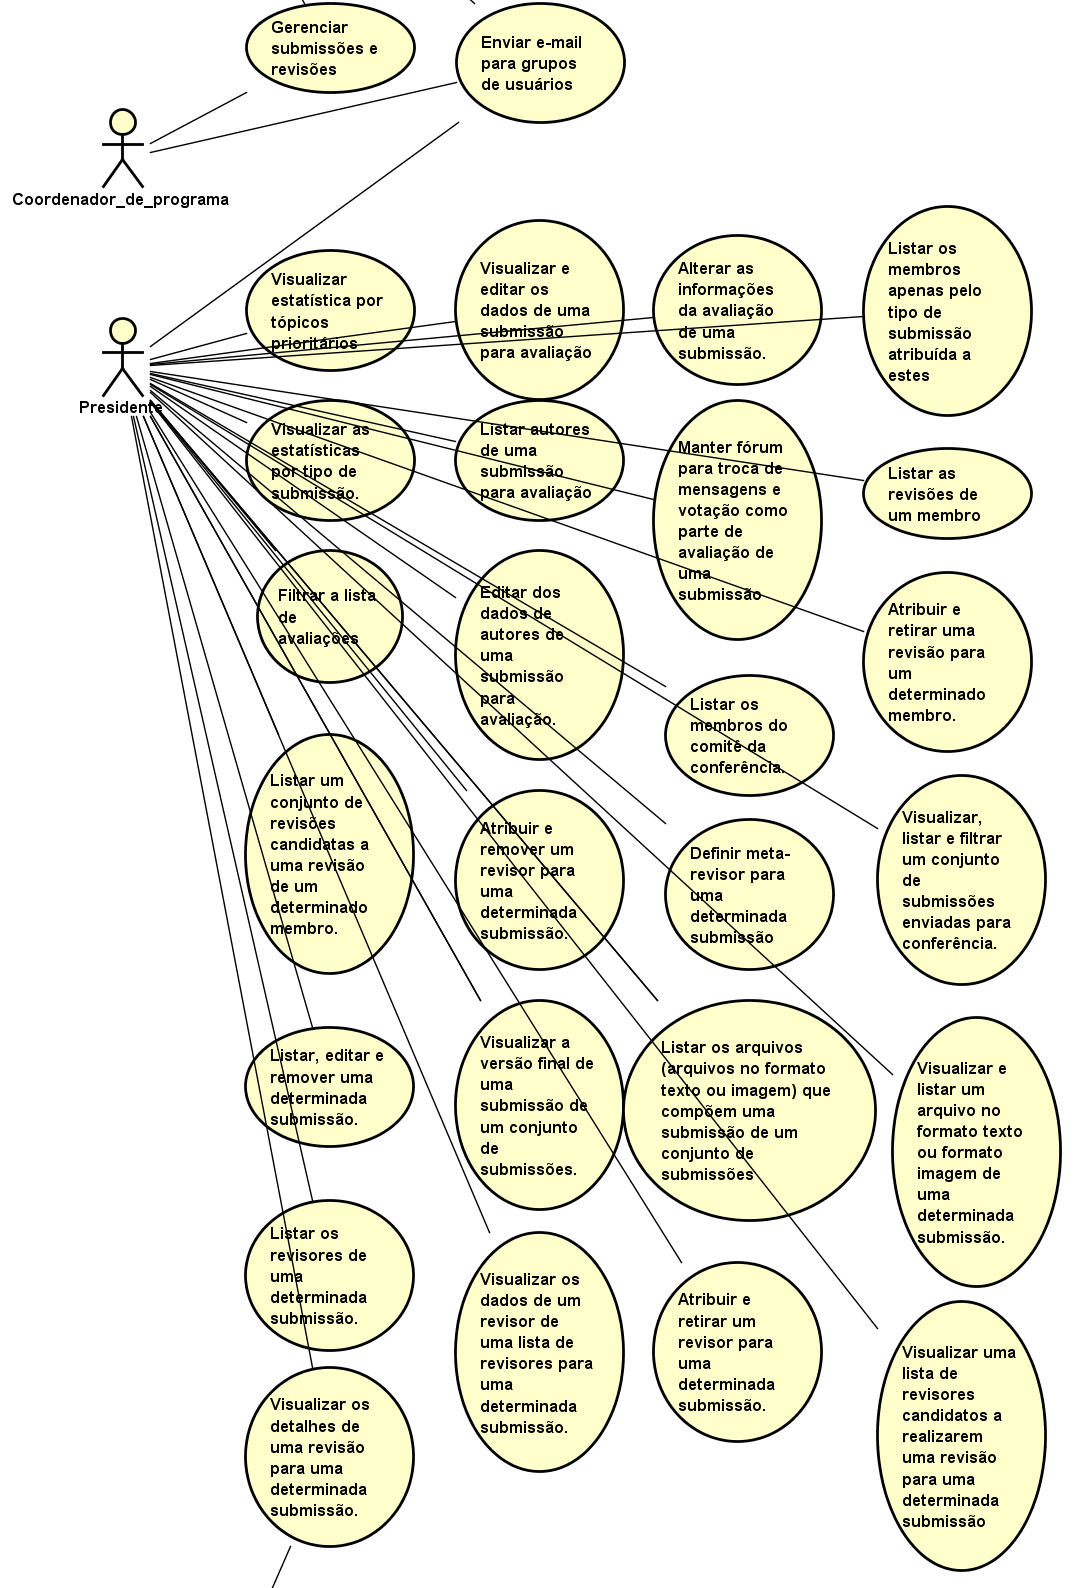 Gerenciar
submissões e
revisões
Enviar e-mail
para grupos
de usuários
Coordenador_de_programa
Presidente
Visualizar
estatística por
tópicos
prioritários
Visualizar e
editar os
dados de uma
submissão
para avaliação
Alterar as
informações
da avaliação
de uma
submissão.
Listar os
membros
apenas pelo
tipo de
submissão
atribuída a
estes
Visualizar as
estatísticas
por tipo de
submissão.
Listar autores
de uma
submissão
para avaliação
Manter fórum
para troca de
mensagens e
votação como
parte de
avaliação de
uma
submissão
Listar as
revisões de
um membro
Filtrar a lista
de
avaliações
Editar dos
dados de
autores de
uma
submissão
para
avaliação.
Atribuir e
retirar uma
revisão para
um
determinado
membro.
Listar os
membros do
comitê da
conferência.
Listar um
conjunto de
revisões
candidatas a
uma revisão
de um
determinado
membro.
Atribuir e
remover um
revisor para
uma
determinada
submissão.
Definir meta-
revisor para
uma
determinada
submissão
Visualizar,
listar e filtrar
um conjunto
de
submissões
enviadas para
conferência.
Listar, editar e
remover uma
determinada
submissão.
Visualizar a
versão final de
uma
submissão de
um conjunto
de
submissões.
Listar os arquivos
(arquivos no formato
texto ou imagem) que
compõem uma
submissão de um
conjunto de
submissões
Visualizar e
listar um
arquivo no
formato texto
ou formato
imagem de
uma
determinada
submissão.
Listar os
revisores de
uma
determinada
submissão.
Visualizar os
dados de um
revisor de
uma lista de
revisores para
uma
determinada
submissão.
Atribuir e
retirar um
revisor para
uma
determinada
submissão.
Visualizar uma
lista de
revisores
candidatos a
realizarem
uma revisão
para uma
determinada
submissão
Visualizar os
detalhes de
uma revisão
para uma
determinada
submissão.